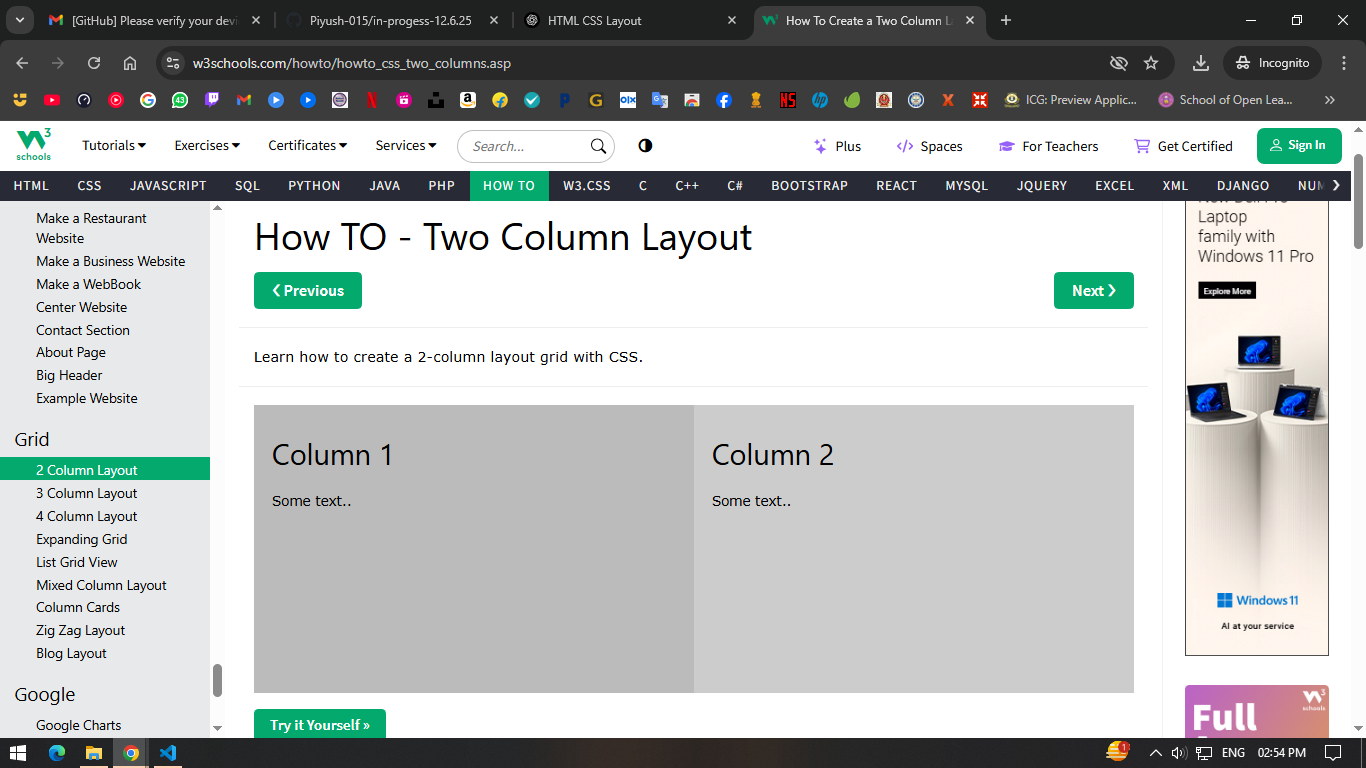 [GitHub] Please verify your devi
Piyush-015/in-progess-12.6.25
HTML CSS Layout
How To Create a Two Column L
w3schools.com/howto/howto_css_two_columns.asp
Incognito
ICG: Preview Applic...
School of Open Lea...
schools
Tutorials
Exercises
Certificates
Services
Search...
Plus
Spaces
For Teachers
Get Certified
Sign In
HTML CSS JAVASCRIPT SQL PYTHON JAVA PHP HOW TO W3.CSS C C++ C# BOOTSTRAP REACT MYSQL JQUERY EXCEL XML DJANGO NUM
Make a Restaurant
Website
Make a Business Website
Make a WebBook
Center Website
Contact Section
About Page
Big Header
Example Website
Grid
2 Column Layout
3 Column Layout
4 Column Layout
Expanding Grid
List Grid View
Mixed Column Layout
Column Cards
Zig Zag Layout
Blog Layout
Google
Google Charts
How TO - Two Column Layout
❮ Previous
Next ❯
Learn how to create a 2-column layout grid with CSS.
Column 1
Some text..
Column 2
Some text..
Try it Yourself »
Laptop
family with
Windows 11 Pro
Explore More
Windows 11
AI at your service
schools
Full
ENG
02:54 PM